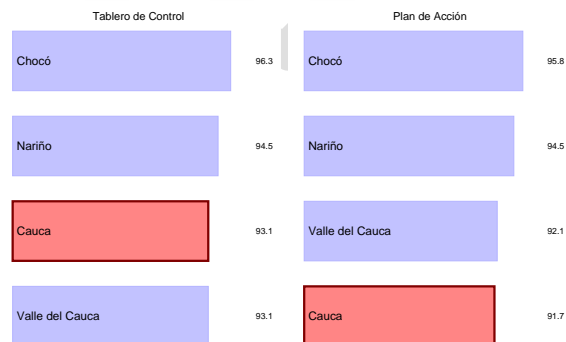 Tablero de Control
Chocó 96.3
Nariño 94.5
Cauca 93.1
Valle del Cauca 93.1
Plan de Acción
Chocó 95.8
Nariño 94.5
Valle del Cauca 92.1
Cauca 91.7